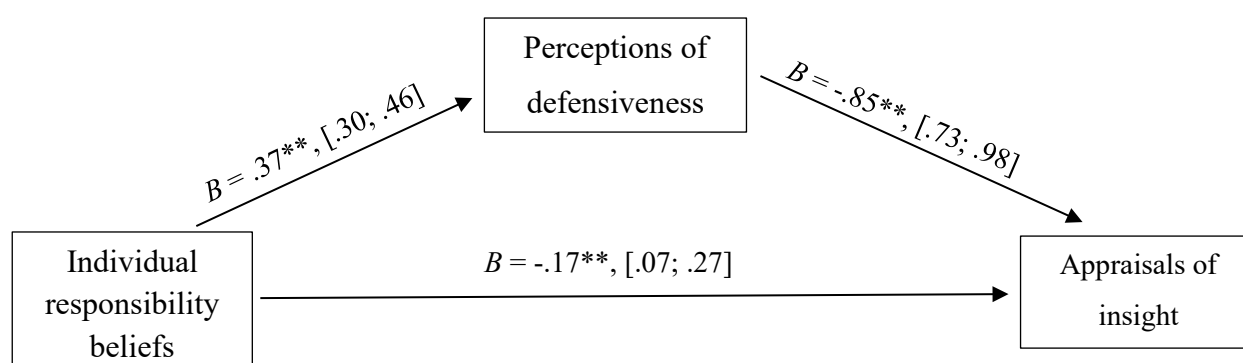 Perceptions of
defensiveness
B = .37**, [.30; .46]
B = -.85**, [.73; .98]
Individual
responsibility
beliefs
B = -.17**, [.07; .27]
Appraisals of
insight